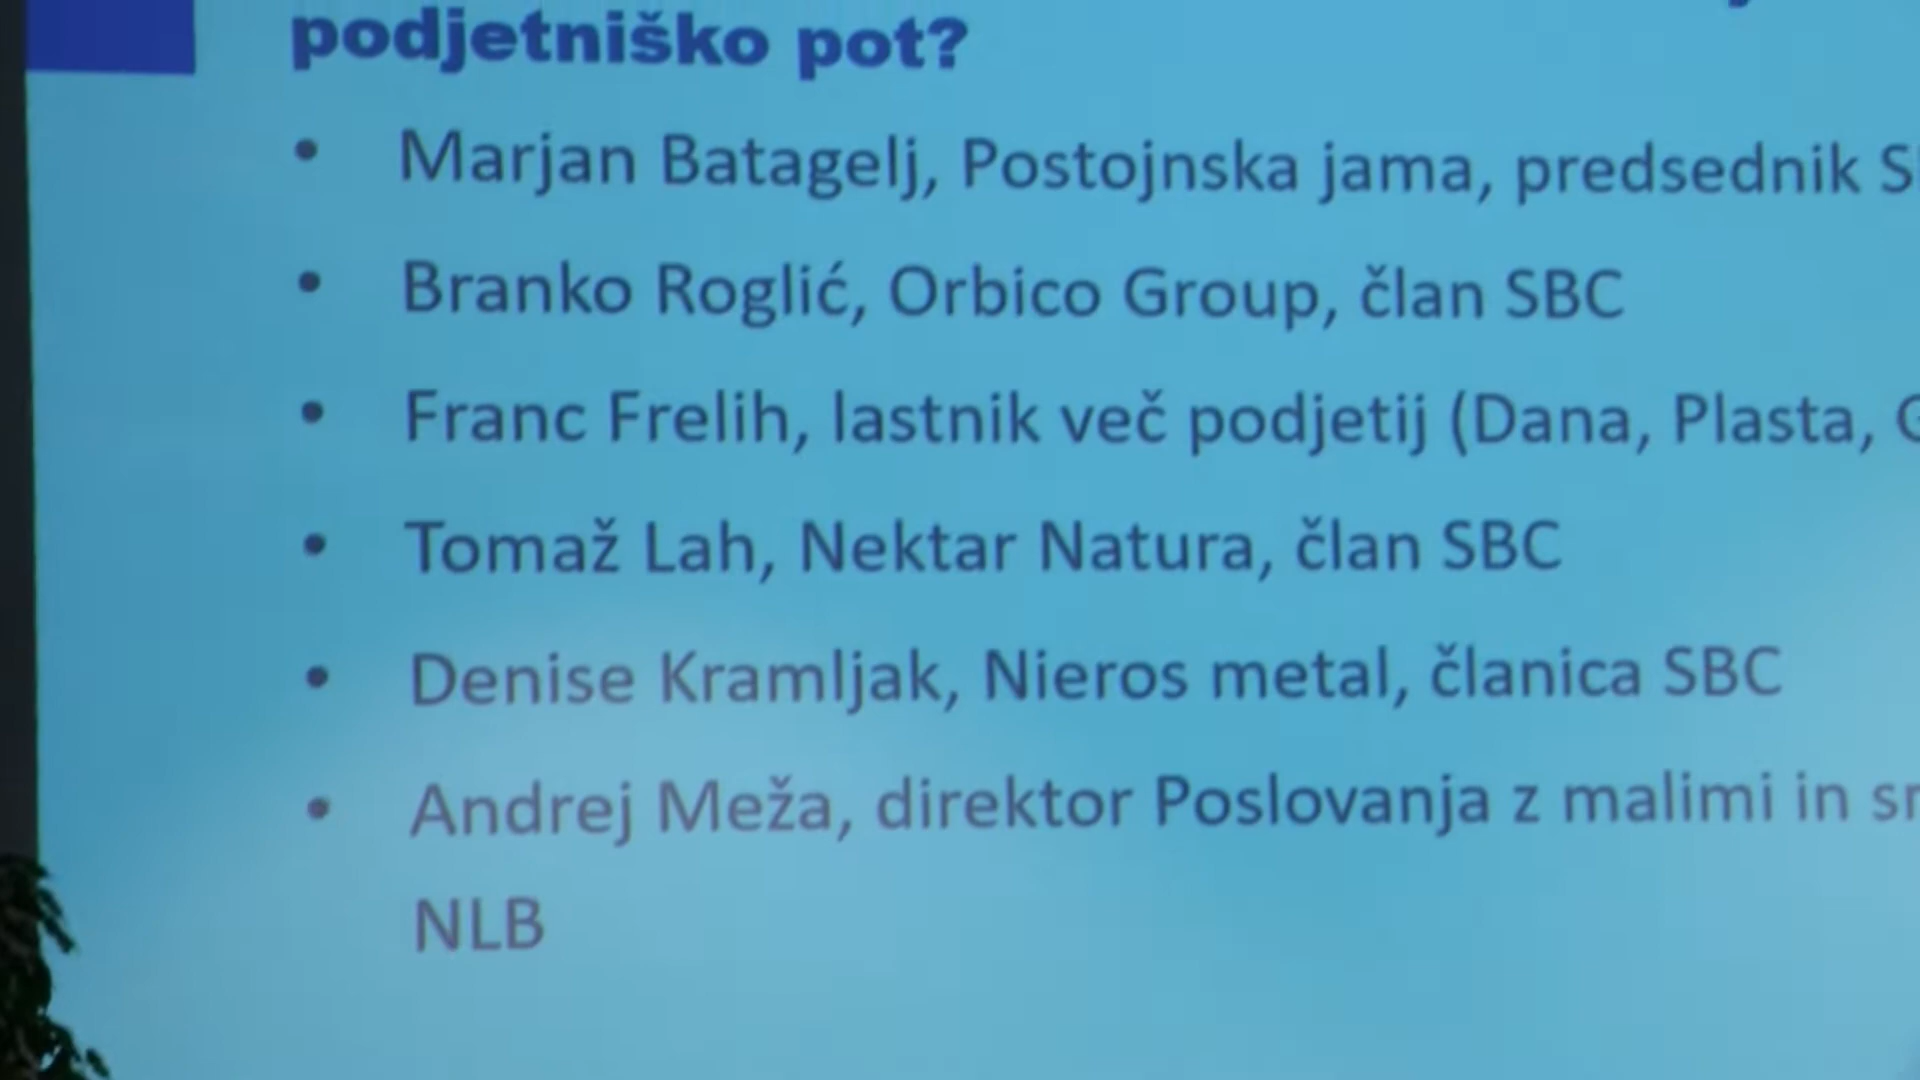 podjetniško pot?
• Marjan Batagelj, Postojnska jama, predsednik
• Branko Roglić, Orbico Group, član SBC
• Franc Frelih, lastnik več podjetij (Dana, Plasta,
• Tomaž Lah, Nektar Natura, član SBC
• Denise Kramljak, Nieros metal, članica SBC
• Andrej Meža, direktor Poslovanja z malimi in
NLB